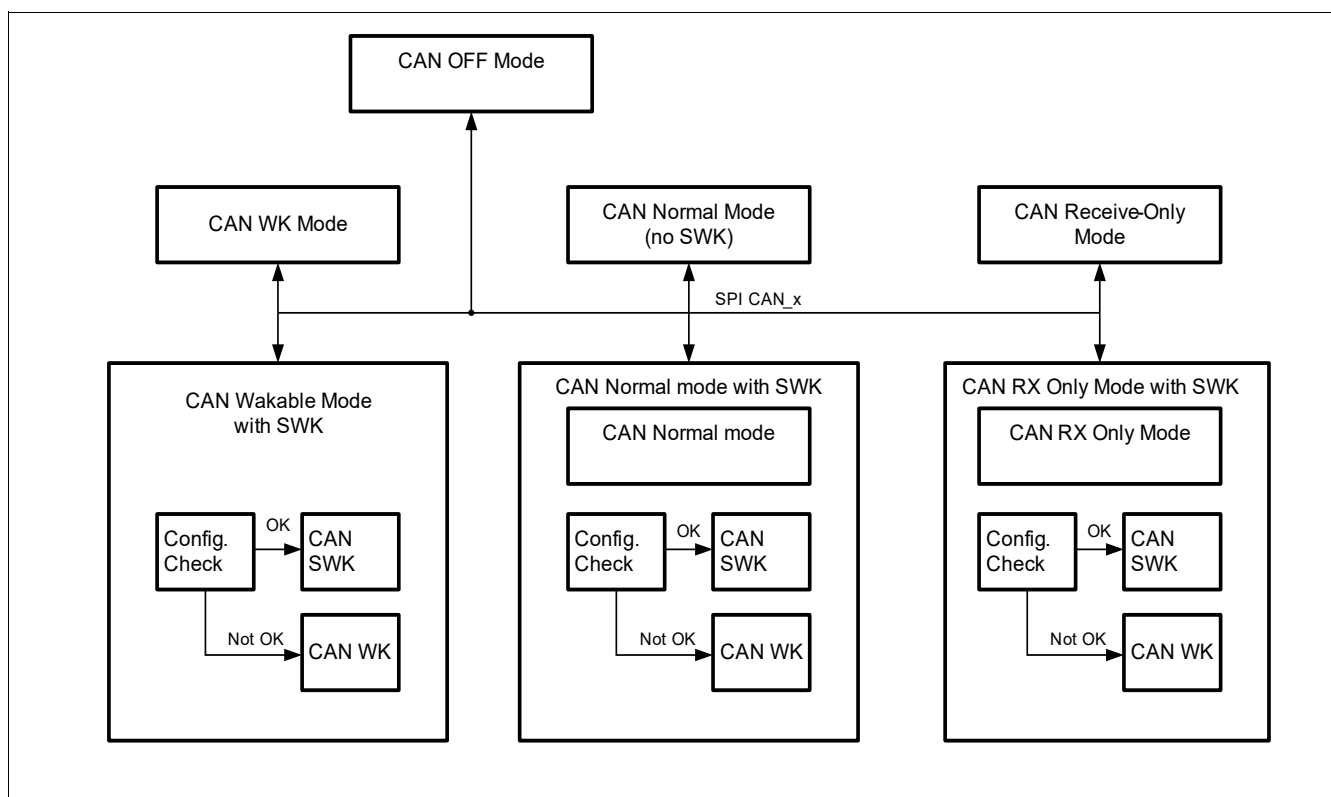 CAN OFF Mode
CAN WK Mode
CAN Normal Mode
(no SWK)
CAN Receive-Only
Mode
SPI CAN_x
CAN Wakable Mode
with SWK
Config.
Check
OK
CAN
SWK
Not OK
CAN WK
CAN Normal mode with SWK
CAN Normal mode
Config.
Check
OK
CAN
SWK
Not OK
CAN WK
CAN RX Only Mode with SWK
CAN RX Only Mode
Config.
Check
OK
CAN
SWK
Not OK
CAN WK